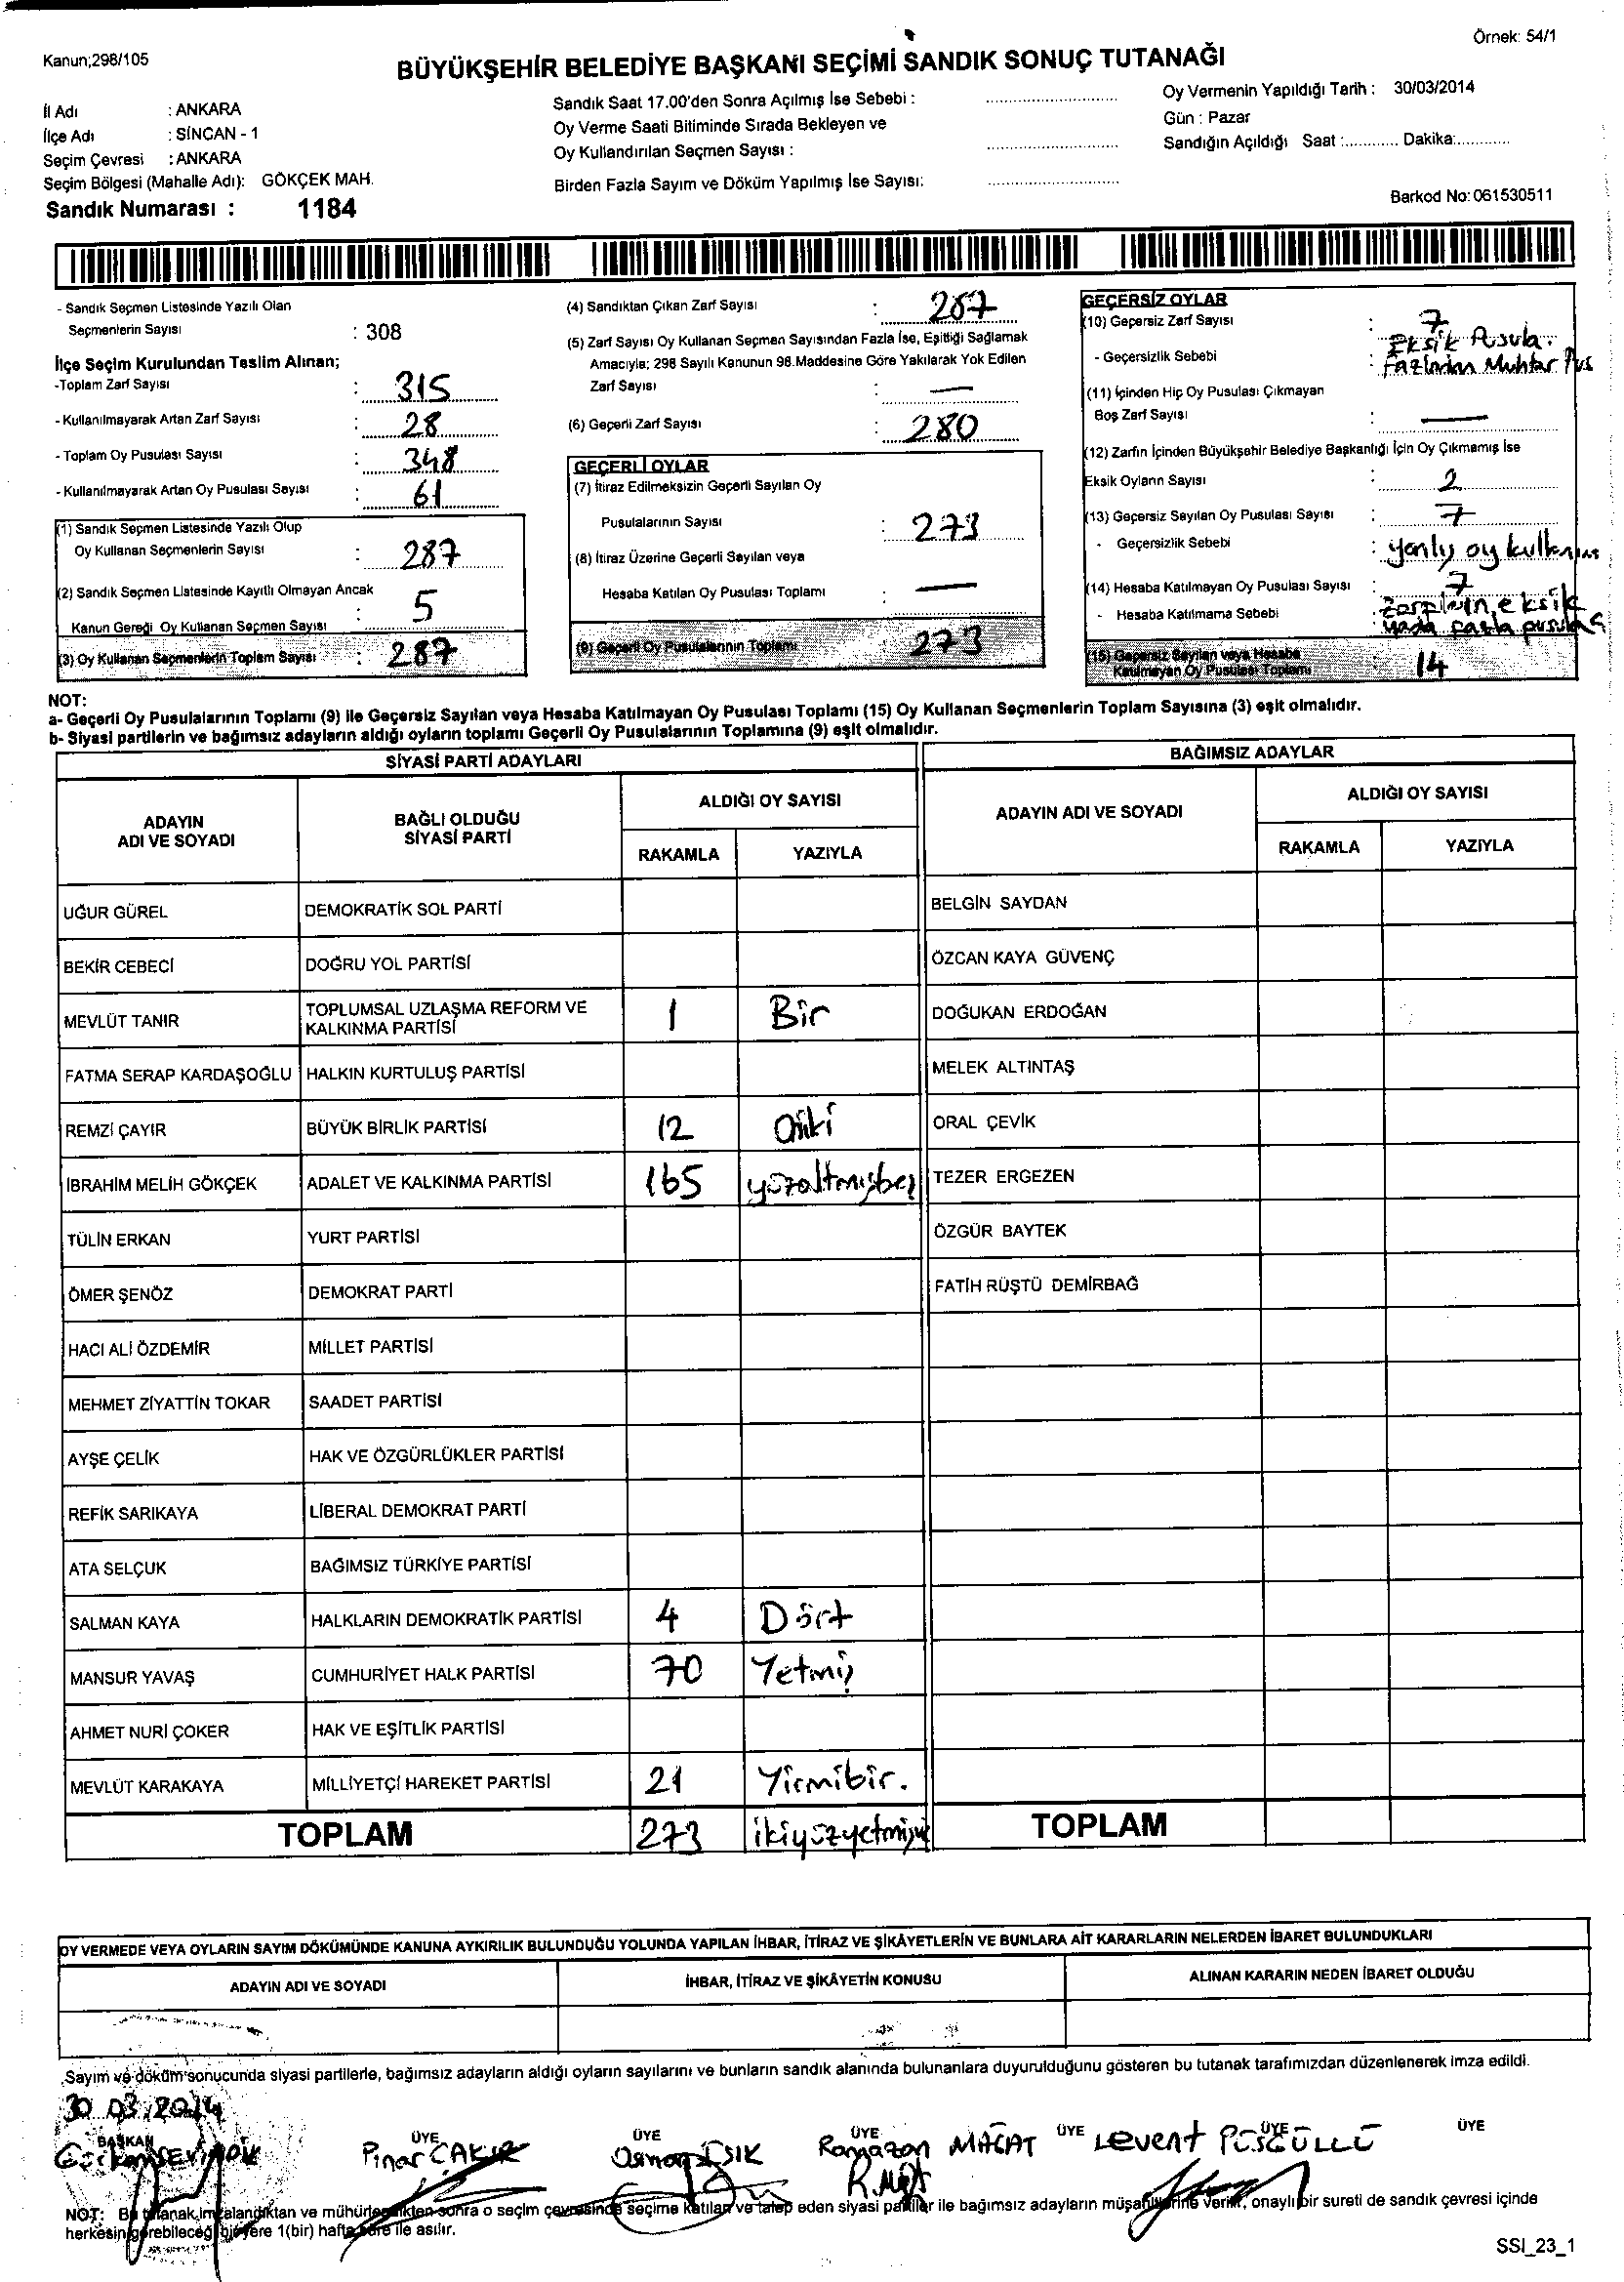 Örnek: 54/1
Kanun;298/105
BÜYÜKŞEHİR BELEDİYE BAŞKANI SEÇİMİ SANDIK SONUÇ TUTANAĞI
İl Adı : ANKARA
İlçe Adı : SİNCAN - 1
Seçim Çevresi : ANKARA
Seçim Bölgesi (Mahalle Adı): GÖKÇEK MAH.
Sandık Numarası : 1184
Sandık Saat 17.00'den Sonra Açılmış İse Sebebi :
Oy Verme Saati Bitiminde Sırada Bekleyen ve
Oy Kullandırılan Seçmen Sayısı :
Birden Fazla Sayım ve Döküm Yapılmış İse Sayısı:
Oy Vermenin Yapıldığı Tarih : 30/03/2014
Gün : Pazar
Sandığın Açıldığı Saat :............ Dakika:............
Barkod No: 061530511
- Sandık Seçmen Listesinde Yazılı Olan
Seçmenlerin Sayısı : 308
İlçe Seçim Kurulundan Teslim Alınan;
-Toplam Zarf Sayısı : 315
- Kullanılmayarak Artan Zarf Sayısı : 28
- Toplam Oy Pusulası Sayısı : 348
- Kullanılmayarak Artan Oy Pusulası Sayısı : 61
(1) Sandık Seçmen Listesinde Yazılı Olup
Oy Kullanan Seçmenlerin Sayısı : 287
(2) Sandık Seçmen Listesinde Kayıtlı Olmayan Ancak
Kanun Gereği Oy Kullanan Seçmen Sayısı : 5
(3) Oy Kullanan Seçmenlerin Toplam Sayısı : 287
(4) Sandıktan Çıkan Zarf Sayısı : 287
(5) Zarf Sayısı Oy Kullanan Seçmen Sayısından Fazla İse, Eşitliği Sağlamak
Amacıyla; 298 Sayılı Kanunun 98.Maddesine Göre Yakılarak Yok Edilen
Zarf Sayısı : —
(6) Geçerli Zarf Sayısı : 280
GEÇERLİ OYLAR
(7) İtiraz Edilmeksizin Geçerli Sayılan Oy
Pusulalarının Sayısı : 273
(8) İtiraz Üzerine Geçerli Sayılan veya
Hesaba Katılan Oy Pusulası Toplamı : —
(9) Geçerli Oy Pusulalarının Toplamı 273
GEÇERSİZ OYLAR
(10) Geçersiz Zarf Sayısı : 7
- Geçersizlik Sebebi : Eksik Pusula.
Fazladan Muhtar Pus
(11) İçinden Hiç Oy Pusulası Çıkmayan
Boş Zarf Sayısı : —
(12) Zarfın İçinden Büyükşehir Belediye Başkanlığı İçin Oy Çıkmamış İse
Eksik Oyların Sayısı : 2
(13) Geçersiz Sayılan Oy Pusulası Sayısı : 7
- Geçersizlik Sebebi : yanlış oy kullanımı
(14) Hesaba Katılmayan Oy Pusulası Sayısı : 7
- Hesaba Katılmama Sebebi : zarfların eksik
yada fazla pusula
(15) Geçersiz Sayılan veya Hesaba
Katılmayan Oy Pusulası Toplamı : 14
NOT:
a- Geçerli Oy Pusulalarının Toplamı (9) ile Geçersiz Sayılan veya Hesaba Katılmayan Oy Pusulası Toplamı (15) Oy Kullanan Seçmenlerin Toplam Sayısına (3) eşit olmalıdır.
b- Siyasi partilerin ve bağımsız adayların aldığı oyların toplamı Geçerli Oy Pusulalarının Toplamına (9) eşit olmalıdır.
SİYASİ PARTİ ADAYLARI
ADAYIN ADI VE SOYADI BAĞLI OLDUĞU SİYASİ PARTİ ALDIĞI OY SAYISI
RAKAMLA YAZIYLA
UĞUR GÜREL DEMOKRATİK SOL PARTİ
BEKİR CEBECİ DOĞRU YOL PARTİSİ
MEVLÜT TANIR TOPLUMSAL UZLAŞMA REFORM VE KALKINMA PARTİSİ 1 Bir
FATMA SERAP KARDAŞOĞLU HALKIN KURTULUŞ PARTİSİ
REMZİ ÇAYIR BÜYÜK BİRLİK PARTİSİ 12 Oniki
İBRAHİM MELİH GÖKÇEK ADALET VE KALKINMA PARTİSİ 165 yüzaltmışbeş
TÜLİN ERKAN YURT PARTİSİ
ÖMER ŞENÖZ DEMOKRAT PARTİ
HACI ALİ ÖZDEMİR MİLLET PARTİSİ
MEHMET ZİYATTİN TOKAR SAADET PARTİSİ
AYŞE ÇELİK HAK VE ÖZGÜRLÜKLER PARTİSİ
REFİK SARIKAYA LİBERAL DEMOKRAT PARTİ
ATA SELÇUK BAĞIMSIZ TÜRKİYE PARTİSİ
SALMAN KAYA HALKLARIN DEMOKRATİK PARTİSİ 4 Dört
MANSUR YAVAŞ CUMHURİYET HALK PARTİSİ 70 Yetmiş
AHMET NURİ ÇOKER HAK VE EŞİTLİK PARTİSİ
MEVLÜT KARAKAYA MİLLİYETÇİ HAREKET PARTİSİ 21 Yirmibir.
TOPLAM 273 ikiyüzyetmişüç
BAĞIMSIZ ADAYLAR
ADAYIN ADI VE SOYADI ALDIĞI OY SAYISI
RAKAMLA YAZIYLA
BELGİN SAYDAN
ÖZCAN KAYA GÜVENÇ
DOĞUKAN ERDOĞAN
MELEK ALTINTAŞ
ORAL ÇEVİK
TEZER ERGEZEN
ÖZGÜR BAYTEK
FATİH RÜŞTÜ DEMİRBAĞ
TOPLAM
OY VERMEDE VEYA OYLARIN SAYIM DÖKÜMÜNDE KANUNA AYKIRILIK BULUNDUĞU YOLUNDA YAPILAN İHBAR, İTİRAZ VE ŞİKÂYETLERİN VE BUNLARA AİT KARARLARIN NELERDEN İBARET BULUNDUKLARI
ADAYIN ADI VE SOYADI İHBAR, İTİRAZ VE ŞİKÂYETİN KONUSU ALINAN KARARIN NEDEN İBARET OLDUĞU
Sayım ve döküm sonucunda siyasi partilerle, bağımsız adayların aldığı oyların sayılarını ve bunların sandık alanında bulunanlara duyurulduğunu gösteren bu tutanak tarafımızdan düzenlenerek imza edildi.
30.03.2014
BAŞKAN ÜYE ÜYE ÜYE ÜYE ÜYE ÜYE
Pınar ÇAKIR Osman IŞIK Ramazan MAĞAT Levent PÜSGÜLLÜ
NOT: Bu tutanak imzalandıktan ve mühürlendikten sonra o seçim çevresinde seçime katılan ve talep eden siyasi partiler ile bağımsız adayların müşahitlerine verilir, onaylı bir sureti de sandık çevresi içinde
herkesin görebileceği bir yere 1(bir) hafta süre ile asılır.
SSI_23_1